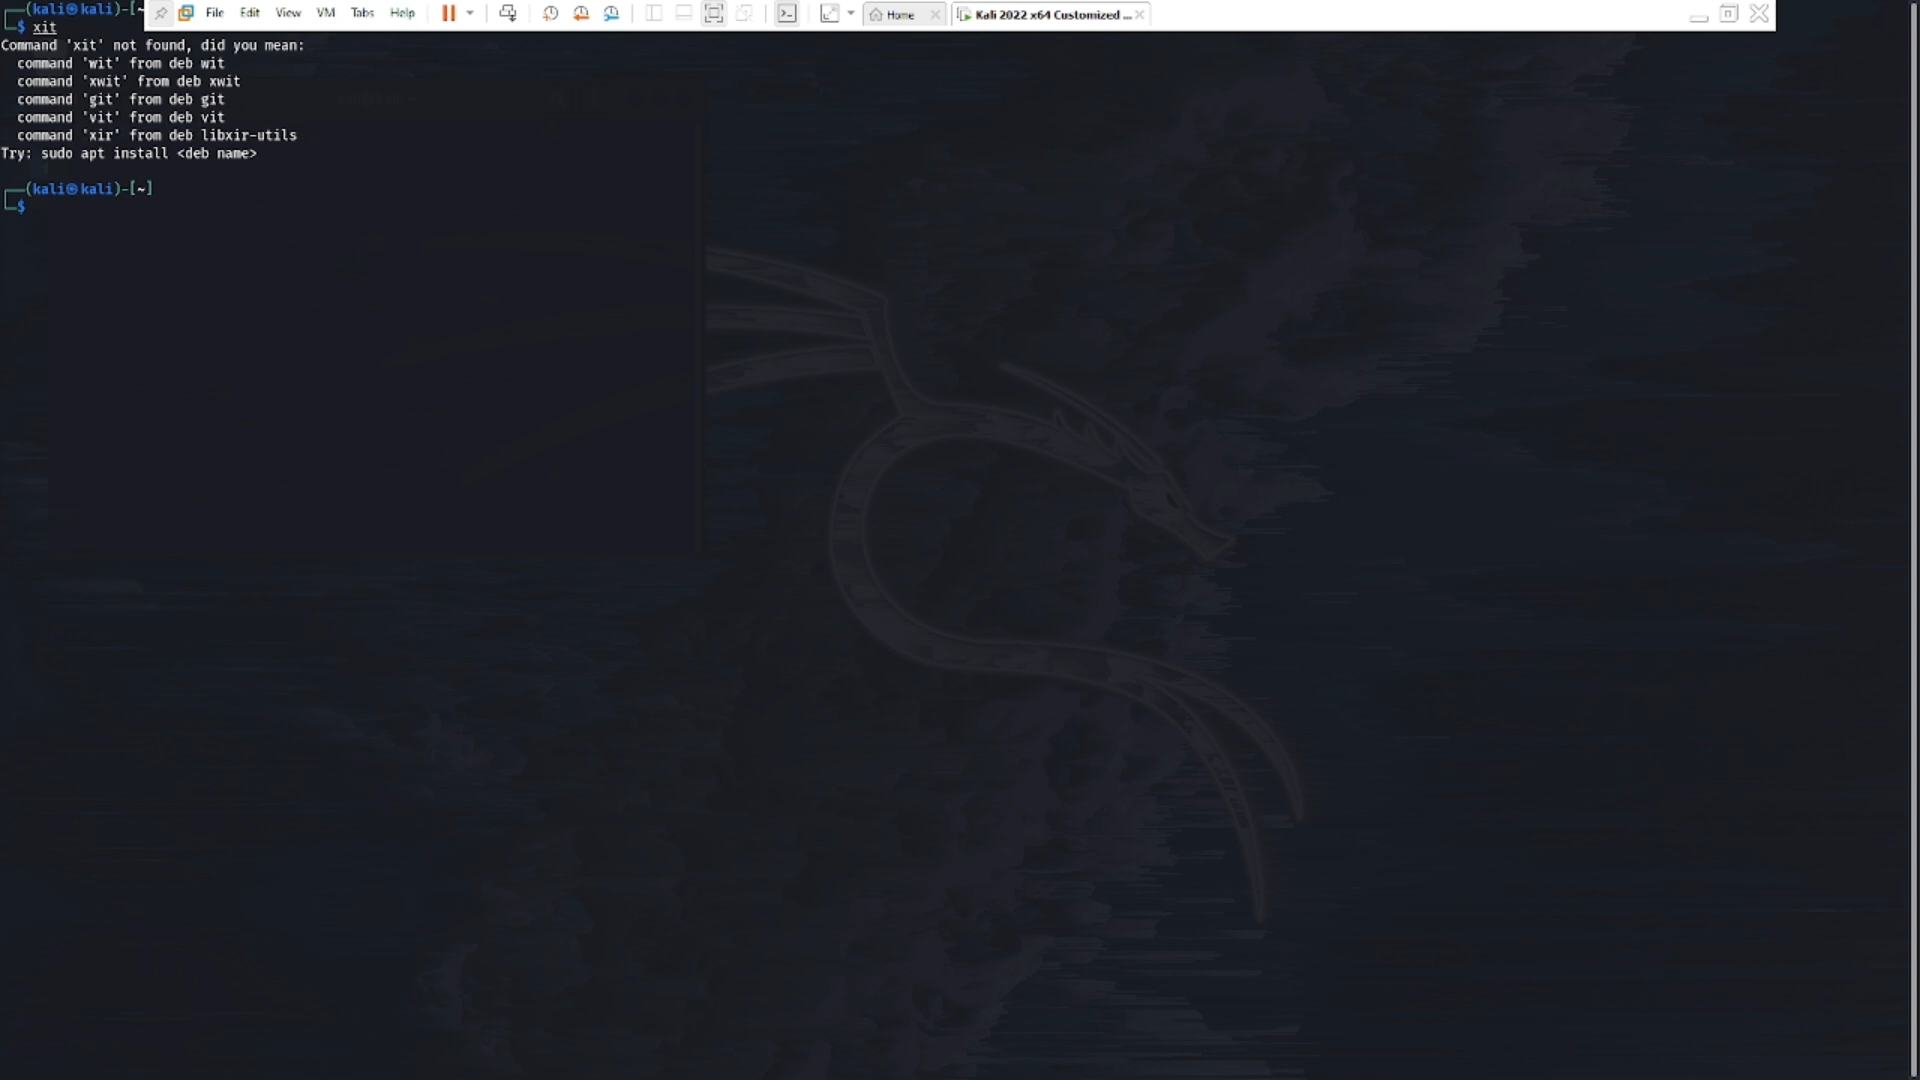 ┌──(kali㉿kali)-[~
└─$ xit
File Edit View VM Tabs Help Home Kali 2022 x64 Customized ...
Command 'xit' not found, did you mean:
  command 'wit' from deb wit
  command 'xwit' from deb xwit
  command 'git' from deb git
  command 'vit' from deb vit
  command 'xir' from deb libxir-utils
Try: sudo apt install <deb name>
┌──(kali㉿kali)-[~]
└─$